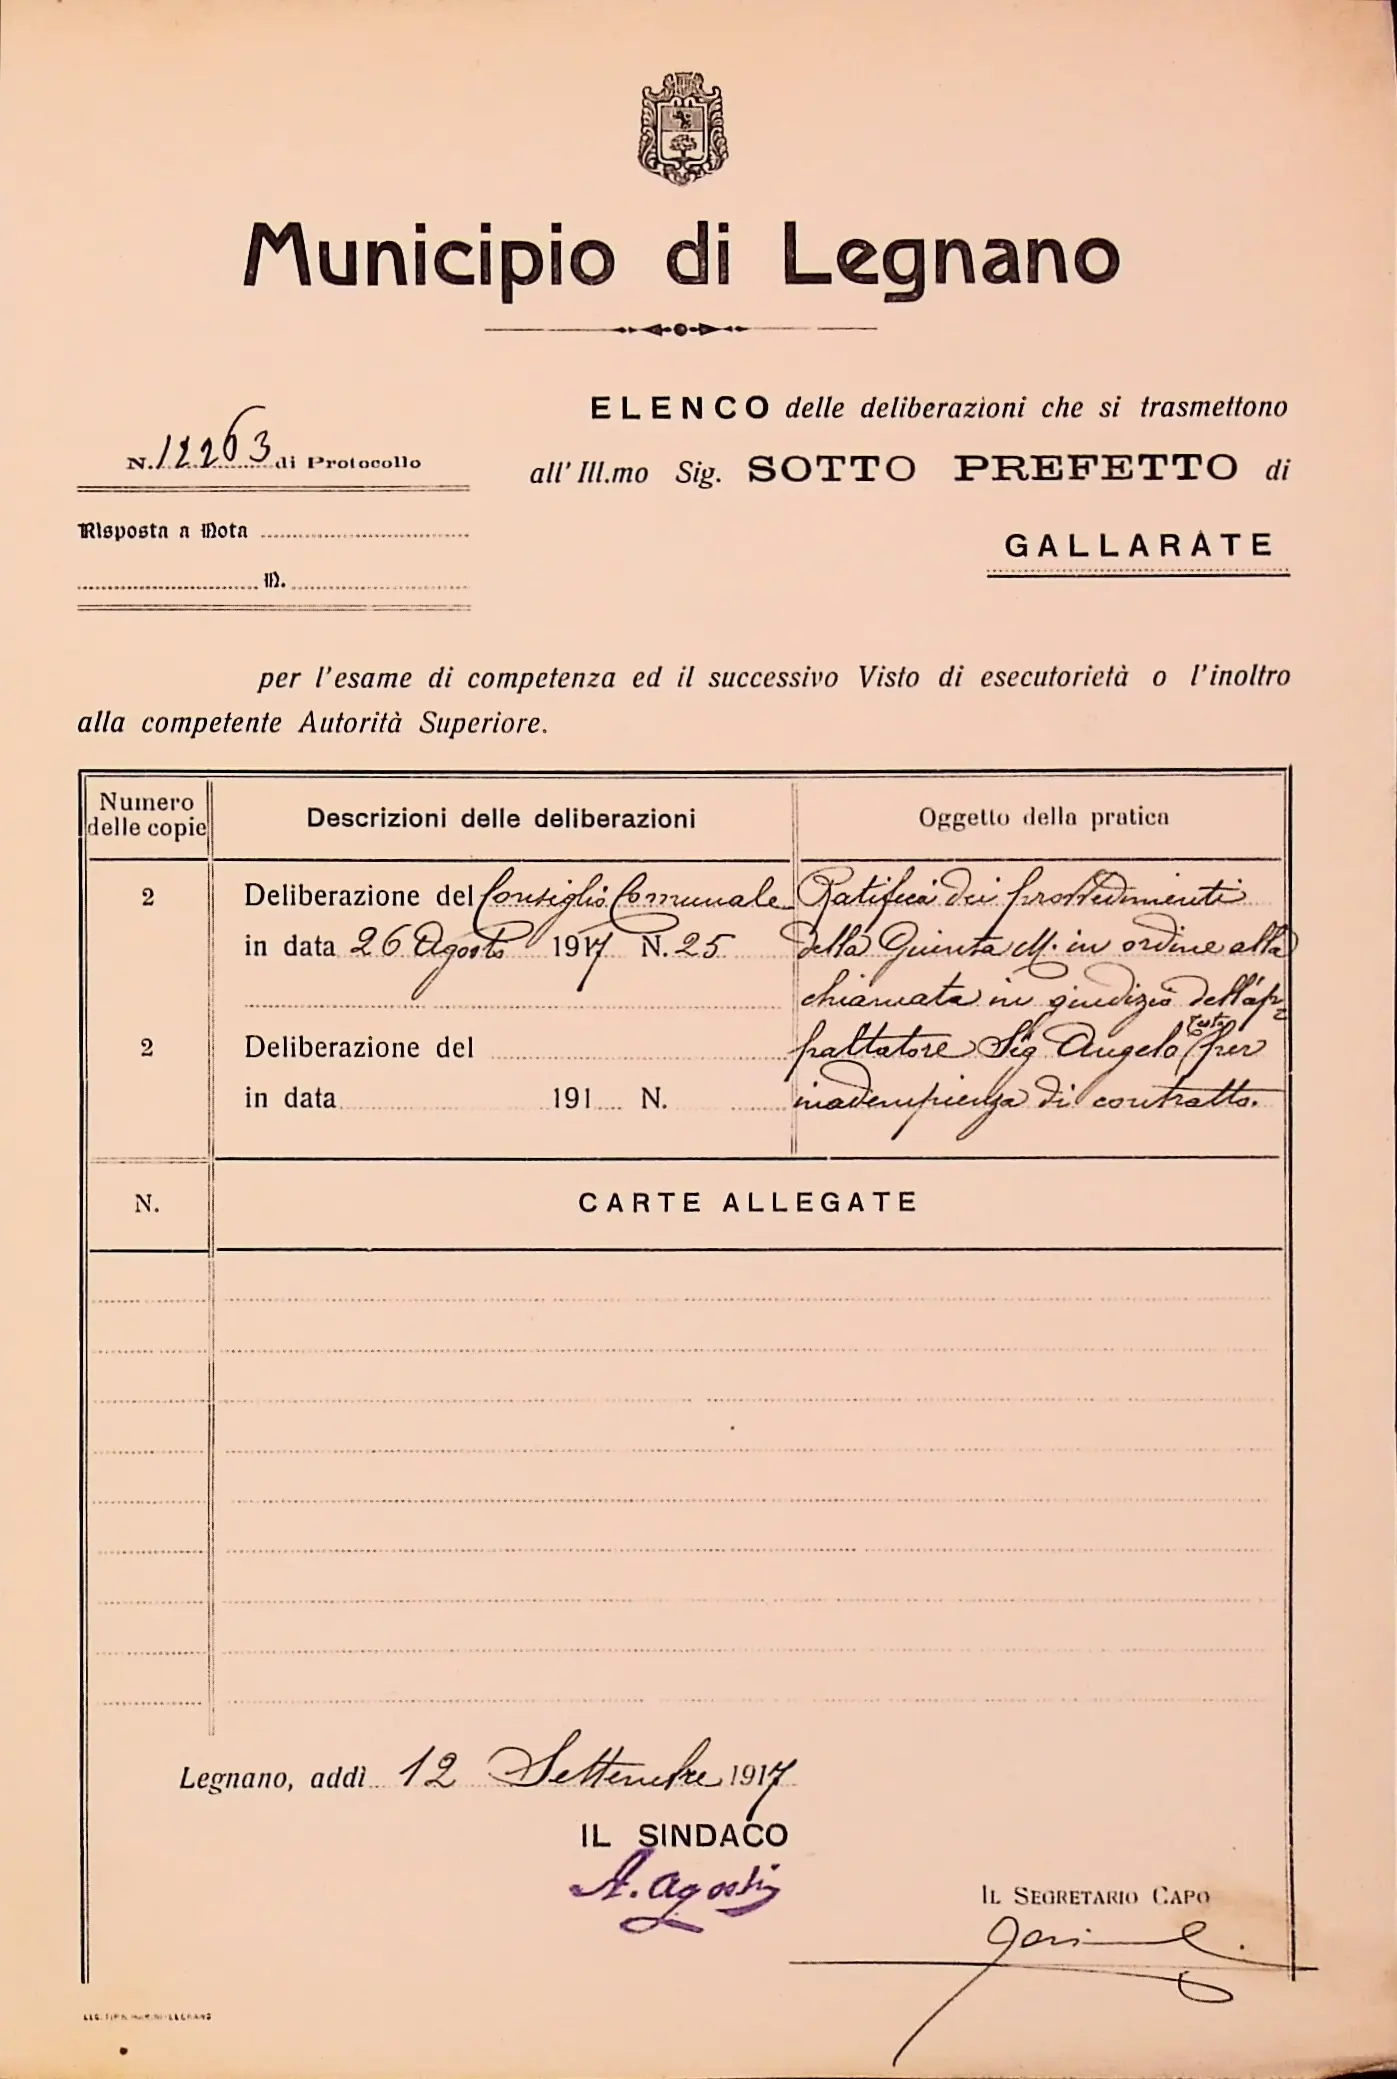 Municipio di Legnano
ELENCO delle deliberazioni che si trasmettono
N. 12263 di Protocollo
all' Ill.mo Sig. SOTTO PREFETTO di
Risposta a Nota
GALLARATE
N.
per l'esame di competenza ed il successivo Visto di esecutorietà o l'inoltro
alla competente Autorità Superiore.
Numero
delle copie
Descrizioni delle deliberazioni
Oggetto della pratica
2
Deliberazione del Consiglio Comunale
in data 26 Agosto 1917 N. 25
2
Deliberazione del
in data 191 N.
Ratifica dei provvedimenti
della Giunta M. in ordine alla
chiamata in giudizio dell'ap
paltatore Sig Angelo Testa per
inadempienza di contratto.
N.
CARTE ALLEGATE
Legnano, addì 12 Settembre 1917
IL SINDACO
A. Agosti
IL SEGRETARIO CAPO